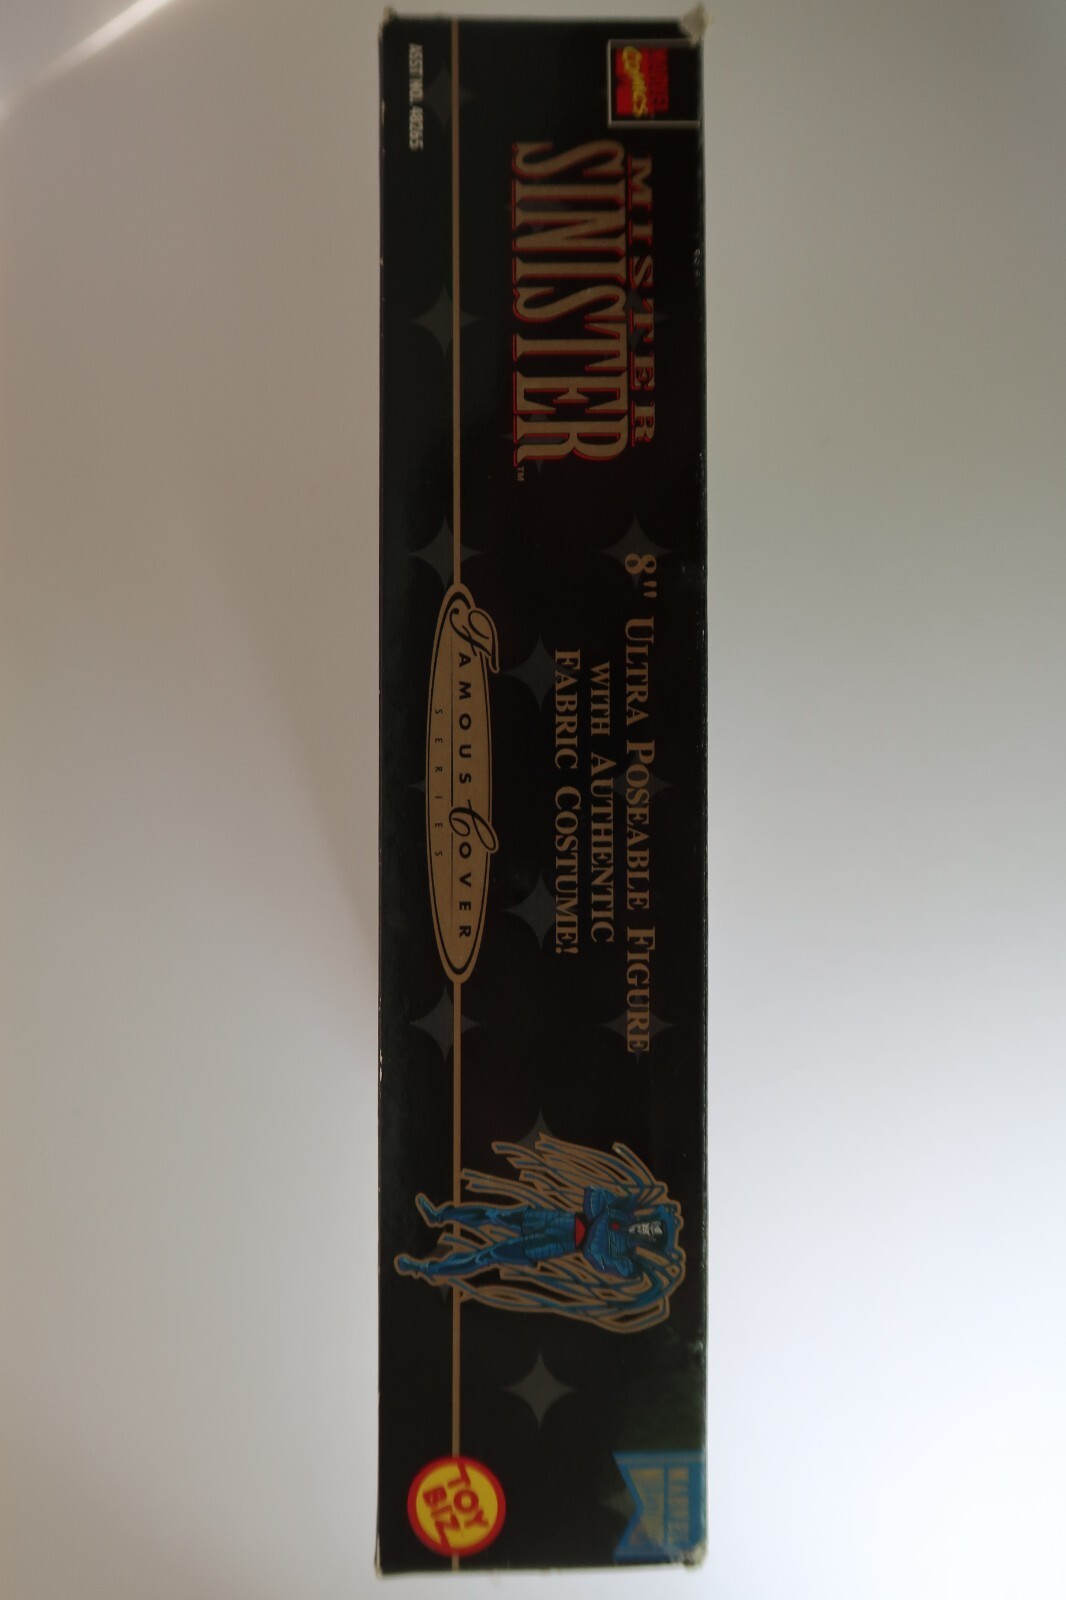 MARVEL
COMICS
MISTER
SINISTER™
ASST NO. 48265
8" ULTRA POSEABLE FIGURE
WITH AUTHENTIC
FABRIC COSTUME!
FAMOUS COVER
SERIES
MARVEL
TOY
BIZ